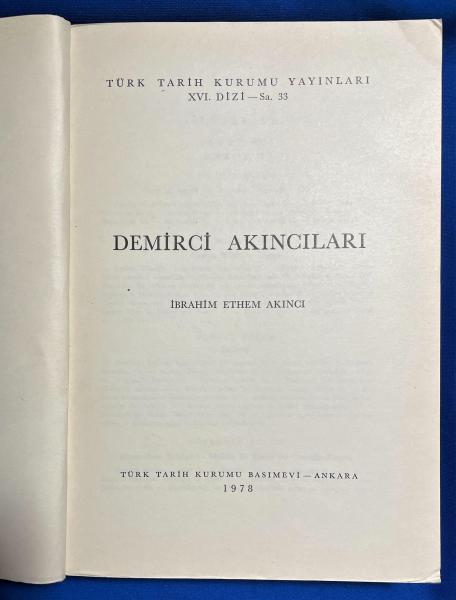 TÜRK TARİH KURUMU YAYINLARI
XVI. DİZİ — Sa. 33
DEMİRCİ AKINCILARI
İBRAHİM ETHEM AKINCI
TÜRK TARİH KURUMU BASIMEVİ — ANKARA
1978